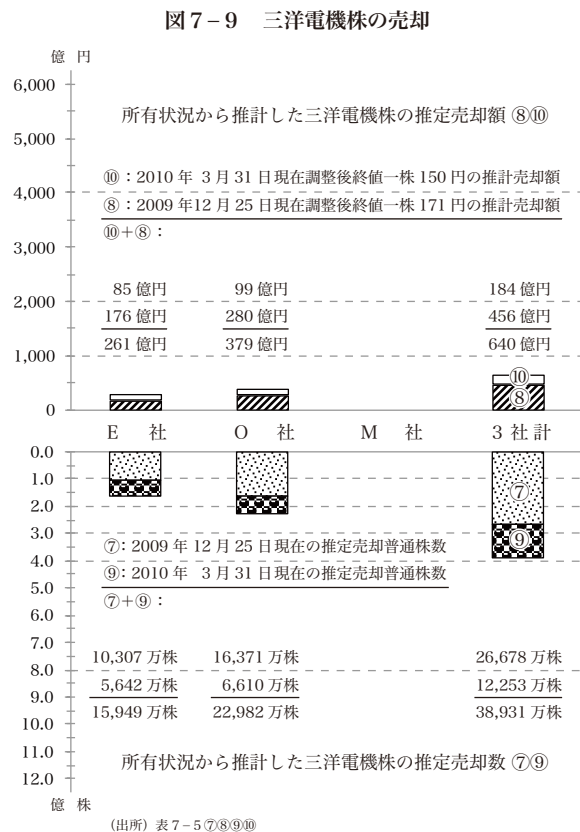 図7–9 三洋電機株の売却
億 円
6,000
所有状況から推計した三洋電機株の推定売却額 ⑧⑩
5,000
⑩：2010 年 3 月 31 日現在調整後終値一株 150 円の推計売却額
4,000
⑧：2009 年12 月 25 日現在調整後終値一株 171 円の推計売却額
⑩＋⑧：
3,000
85 億円 99 億円 184 億円
2,000
176 億円 280 億円 456 億円
261 億円 379 億円 640 億円
1,000
⑩
⑧
0
E 社 O 社 M 社 3 社 計
0.0
1.0
⑦
2.0
3.0
⑨
⑦：2009 年 12 月 25 日現在の推定売却普通株数
4.0
⑨：2010 年 3 月 31 日現在の推定売却普通株数
5.0
⑦＋⑨：
6.0
7.0
10,307 万株 16,371 万株 26,678 万株
8.0
5,642 万株 6,610 万株 12,253 万株
9.0
15,949 万株 22,982 万株 38,931 万株
10.0
11.0
所有状況から推計した三洋電機株の推定売却数 ⑦⑨
12.0
億 株
（出所）表 7－5 ⑦⑧⑨⑩